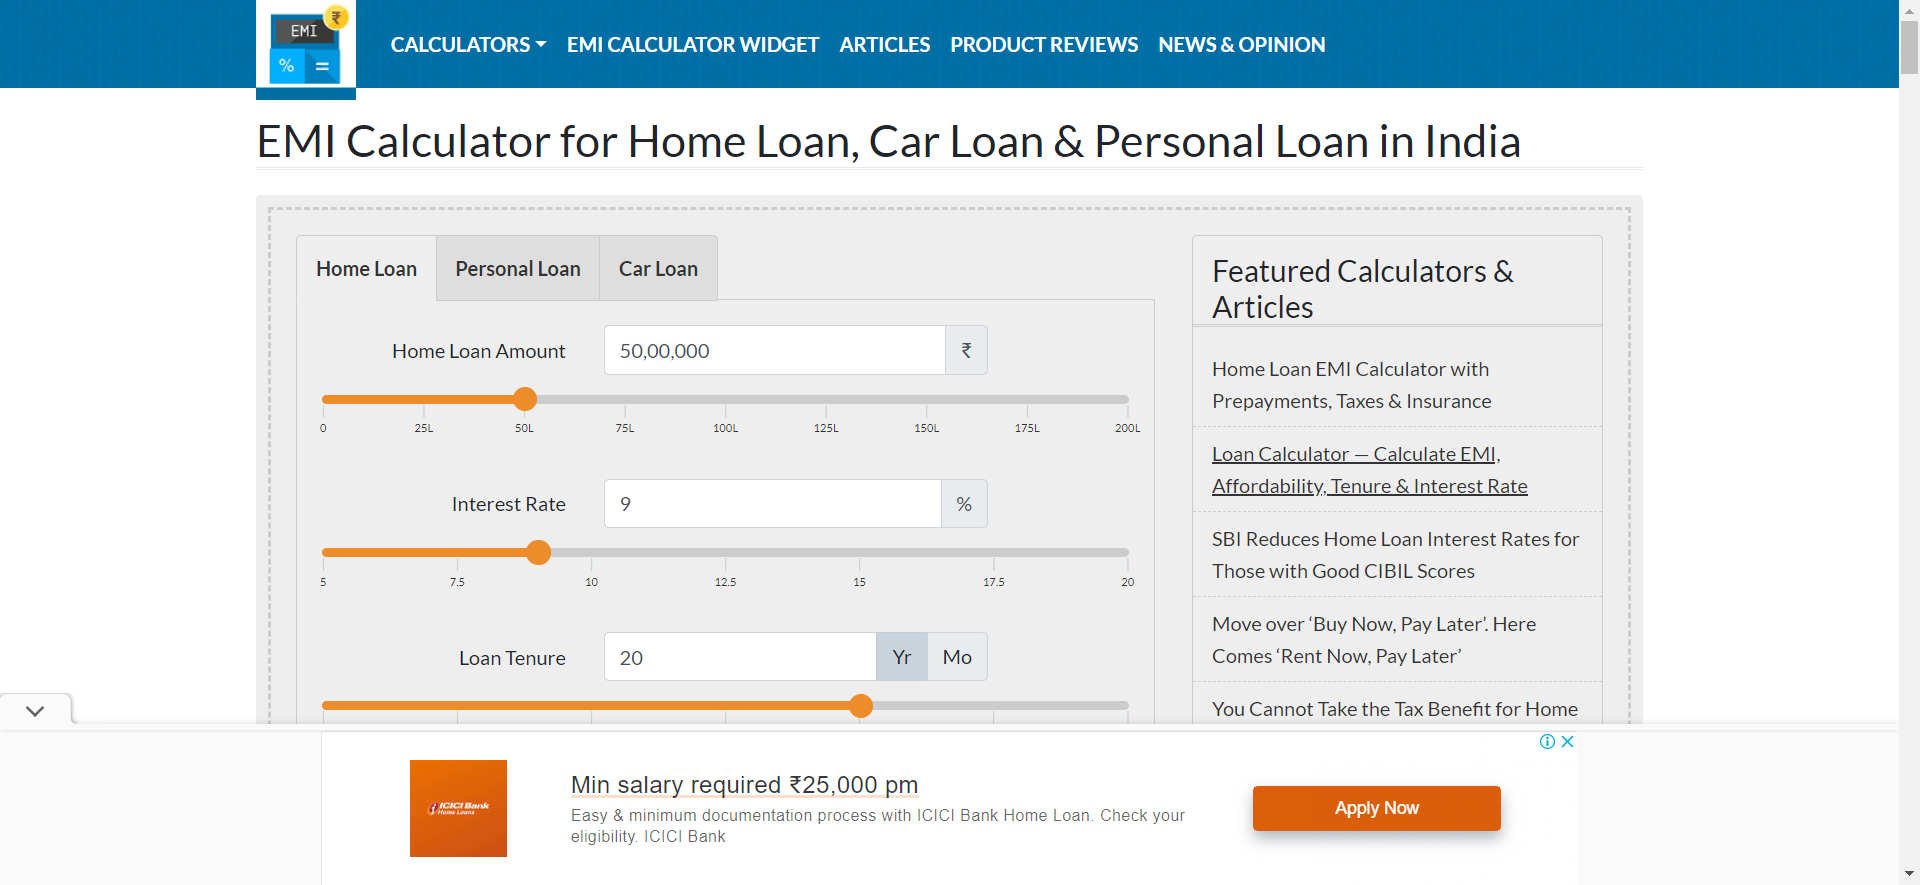 EMI
₹
%
=
CALCULATORS
EMI CALCULATOR WIDGET
ARTICLES
PRODUCT REVIEWS
NEWS & OPINION
EMI Calculator for Home Loan, Car Loan & Personal Loan in India
Home Loan
Personal Loan
Car Loan
Home Loan Amount
50,00,000
₹
0
25L
50L
75L
100L
125L
150L
175L
200L
Interest Rate
9
%
5
7.5
10
12.5
15
17.5
20
Loan Tenure
20
Yr
Mo
Featured Calculators &
Articles
Home Loan EMI Calculator with
Prepayments, Taxes & Insurance
Loan Calculator — Calculate EMI,
Affordability, Tenure & Interest Rate
SBI Reduces Home Loan Interest Rates for
Those with Good CIBIL Scores
Move over ‘Buy Now, Pay Later’. Here
Comes ‘Rent Now, Pay Later’
You Cannot Take the Tax Benefit for Home
ICICI Bank
Home Loans
Min salary required ₹25,000 pm
Easy & minimum documentation process with ICICI Bank Home Loan. Check your
eligibility. ICICI Bank
Apply Now